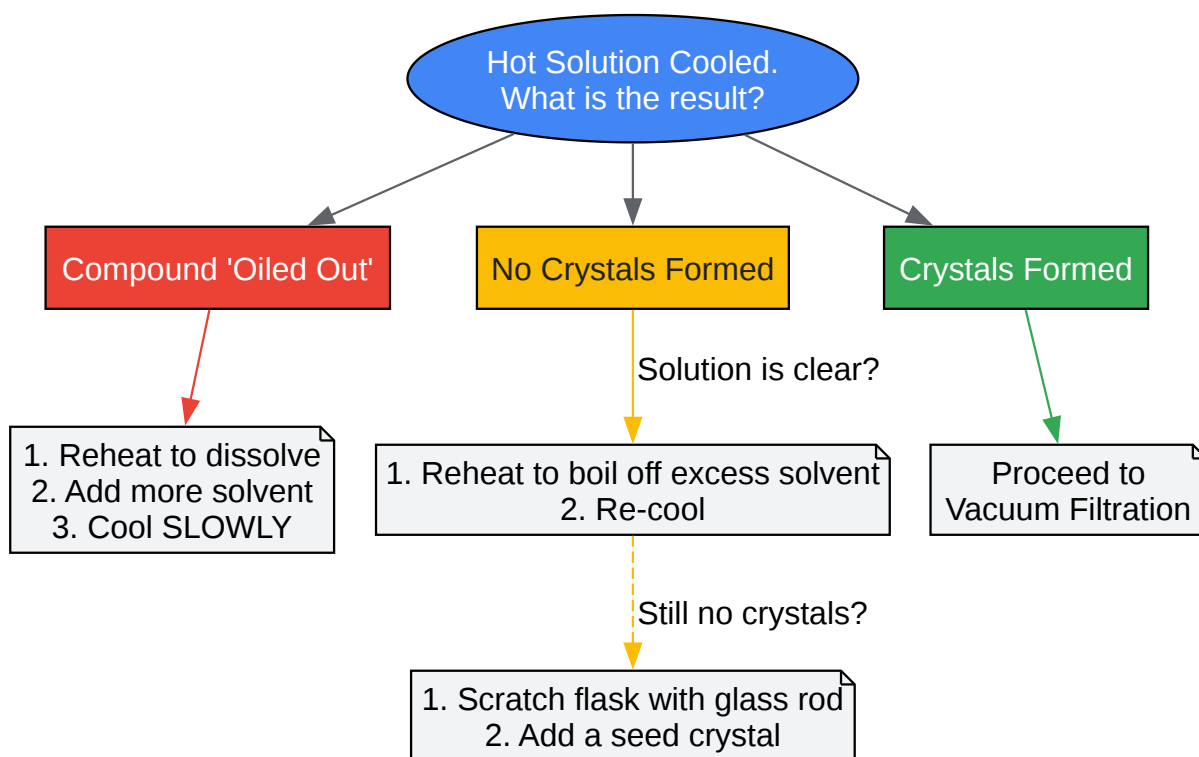 Hot Solution Cooled.
What is the result?
Compound 'Oiled Out'
No Crystals Formed
Crystals Formed
Solution is clear?
1. Reheat to dissolve
2. Add more solvent
3. Cool SLOWLY
1. Reheat to boil off excess solvent
2. Re-cool
Proceed to
Vacuum Filtration
Still no crystals?
1. Scratch flask with glass rod
2. Add a seed crystal